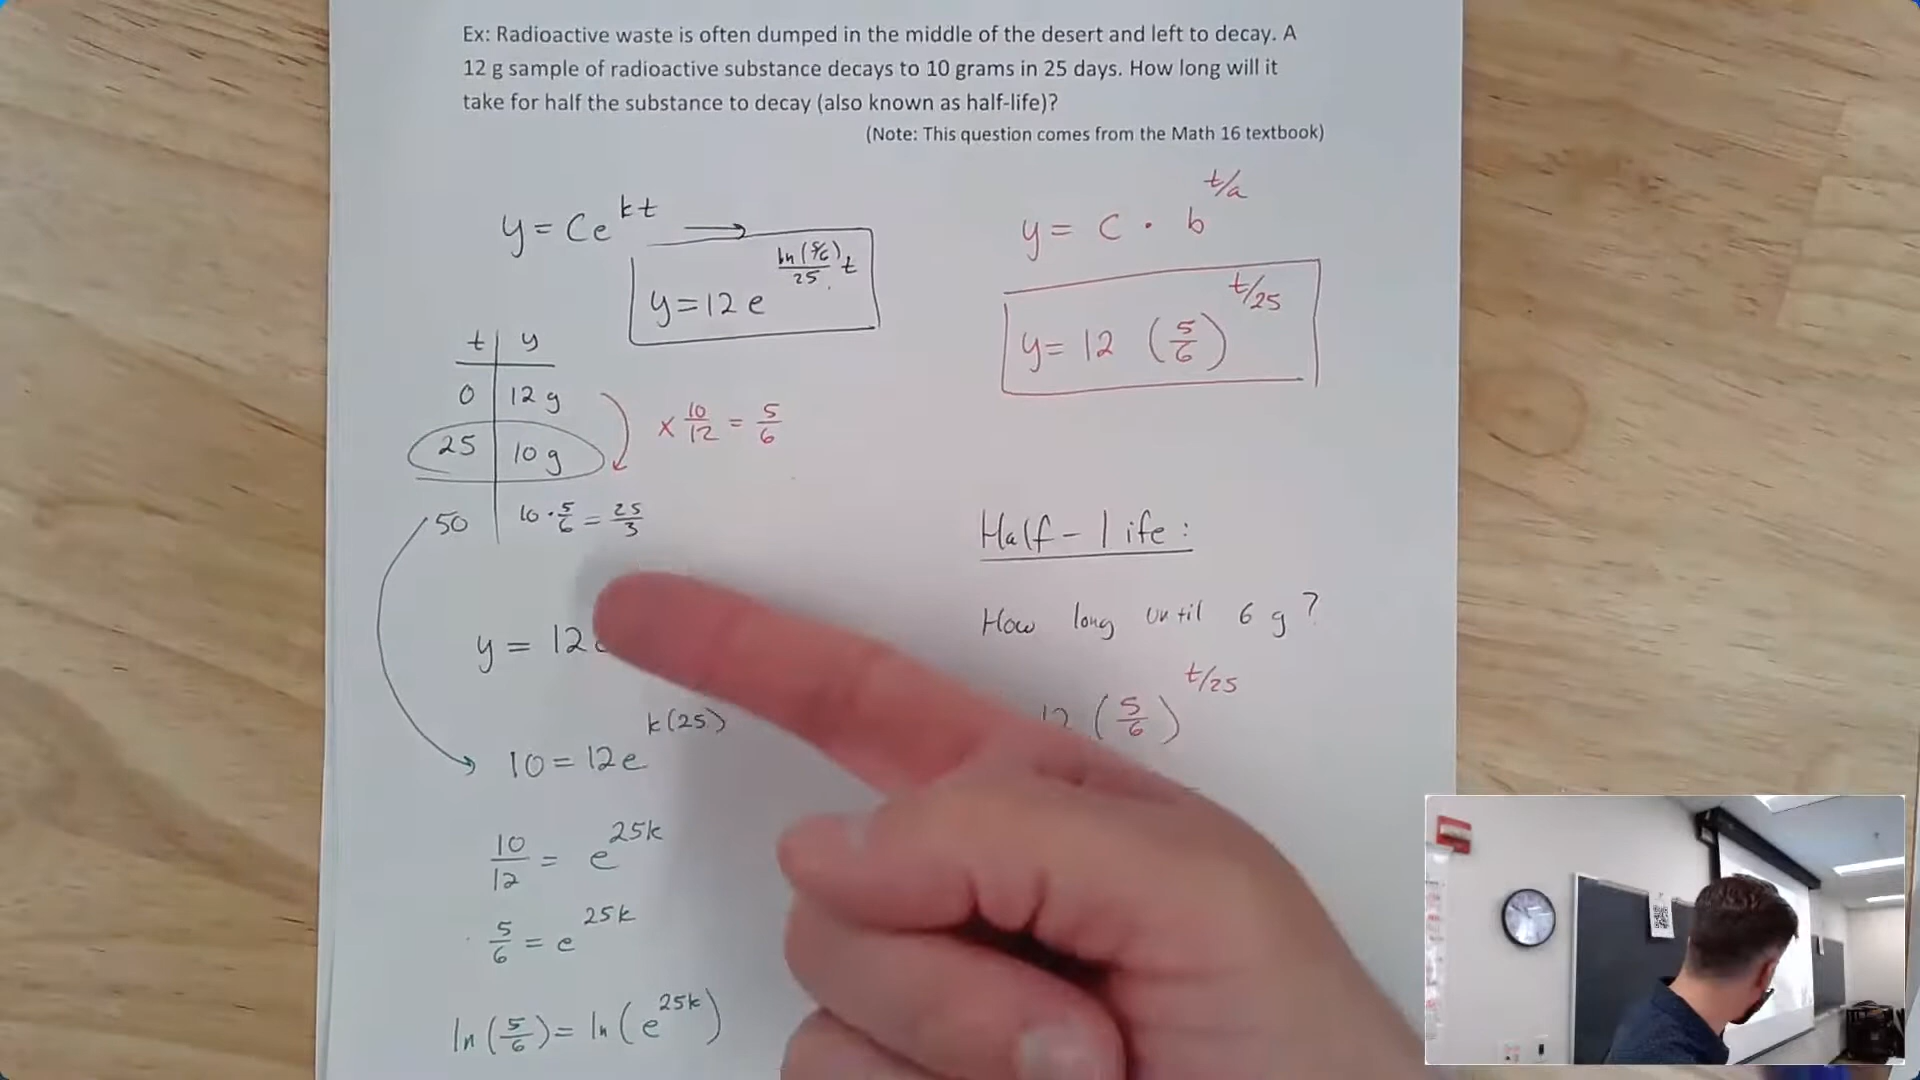 Ex: Radioactive waste is often dumped in the middle of the desert and left to decay. A
12 g sample of radioactive substance decays to 10 grams in 25 days. How long will it
take for half the substance to decay (also known as half-life)?
(Note: This question comes from the Math 16 textbook)
y = Ce^{kt} →
y = 12 e^{\frac{ln(5/6)}{25} t}
t | y
0 | 12 g
25 | 10 g
50 | 10 · 5/6 = 25/3
x 10/12 = 5/6
y = 12
10 = 12e^{k(25)}
10/12 = e^{25k}
5/6 = e^{25k}
ln(5/6) = ln(e^{25k})
y = C · b^{t/a}
y = 12 (5/6)^{t/25}
Half-life:
How long until 6 g?
12 (5/6)^{t/25}